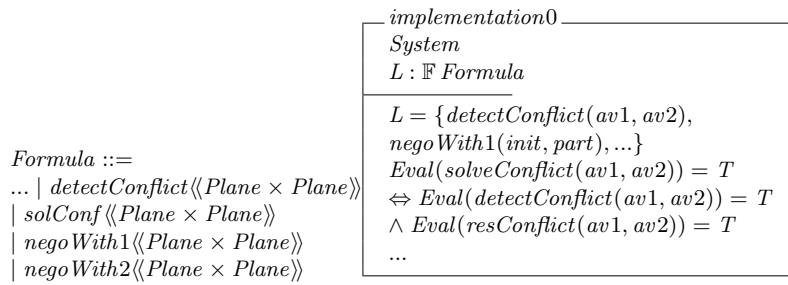 Formula ::=
... | detectConflict⟨⟨Plane × Plane⟩⟩
| solConf⟨⟨Plane × Plane⟩⟩
| negoWith1⟨⟨Plane × Plane⟩⟩
| negoWith2⟨⟨Plane × Plane⟩⟩
implementation0
System
L : 𝔽 Formula
L = {detectConflict(av1, av2),
negoWith1(init, part), ...}
Eval(solveConflict(av1, av2)) = T
⇔ Eval(detectConflict(av1, av2)) = T
∧ Eval(resConflict(av1, av2)) = T
...